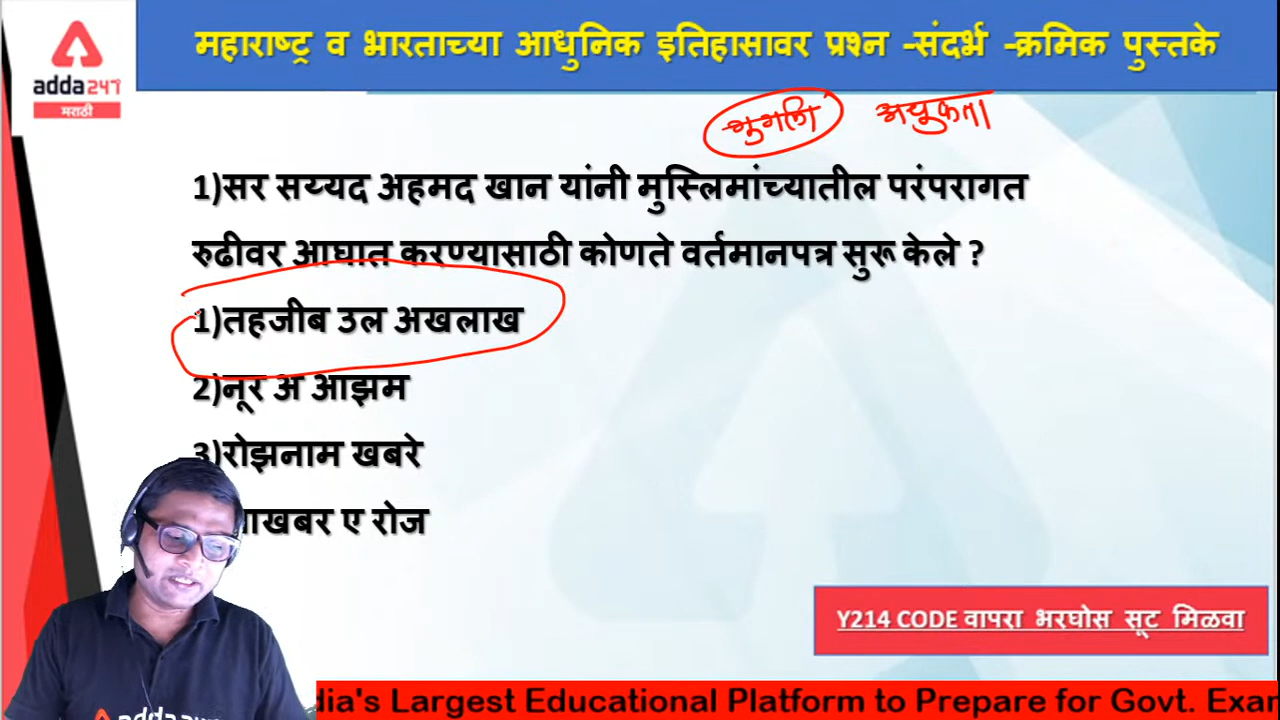 adda247
मराठी
महाराष्ट्र व भारताच्या आधुनिक इतिहासावर प्रश्न -संदर्भ -क्रमिक पुस्तके
1)सर सय्यद अहमद खान यांनी मुस्लिमांच्यातील परंपरागत
रुढीवर आघात करण्यासाठी कोणते वर्तमानपत्र सुरू केले ?
1)तहजीब उल अखलाख
2)नूर अ आझम
3)रोझनाम खबरे
ाखबर ए रोज
Y214 CODE वापरा भरघोस सूट मिळवा
dia's Largest Educational Platform to Prepare for Govt. Exa